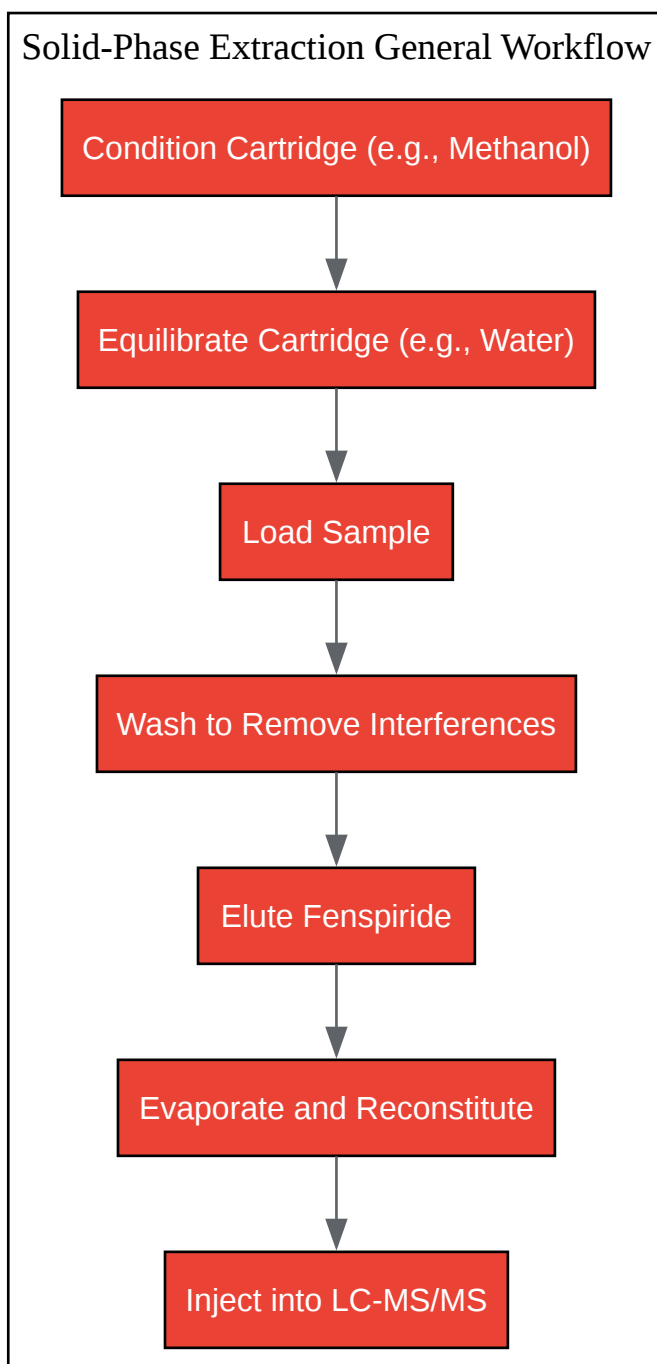 Solid-Phase Extraction General Workflow
Condition Cartridge (e.g., Methanol)
Equilibrate Cartridge (e.g., Water)
Load Sample
Wash to Remove Interferences
Elute Fenspiride
Evaporate and Reconstitute
Inject into LC-MS/MS